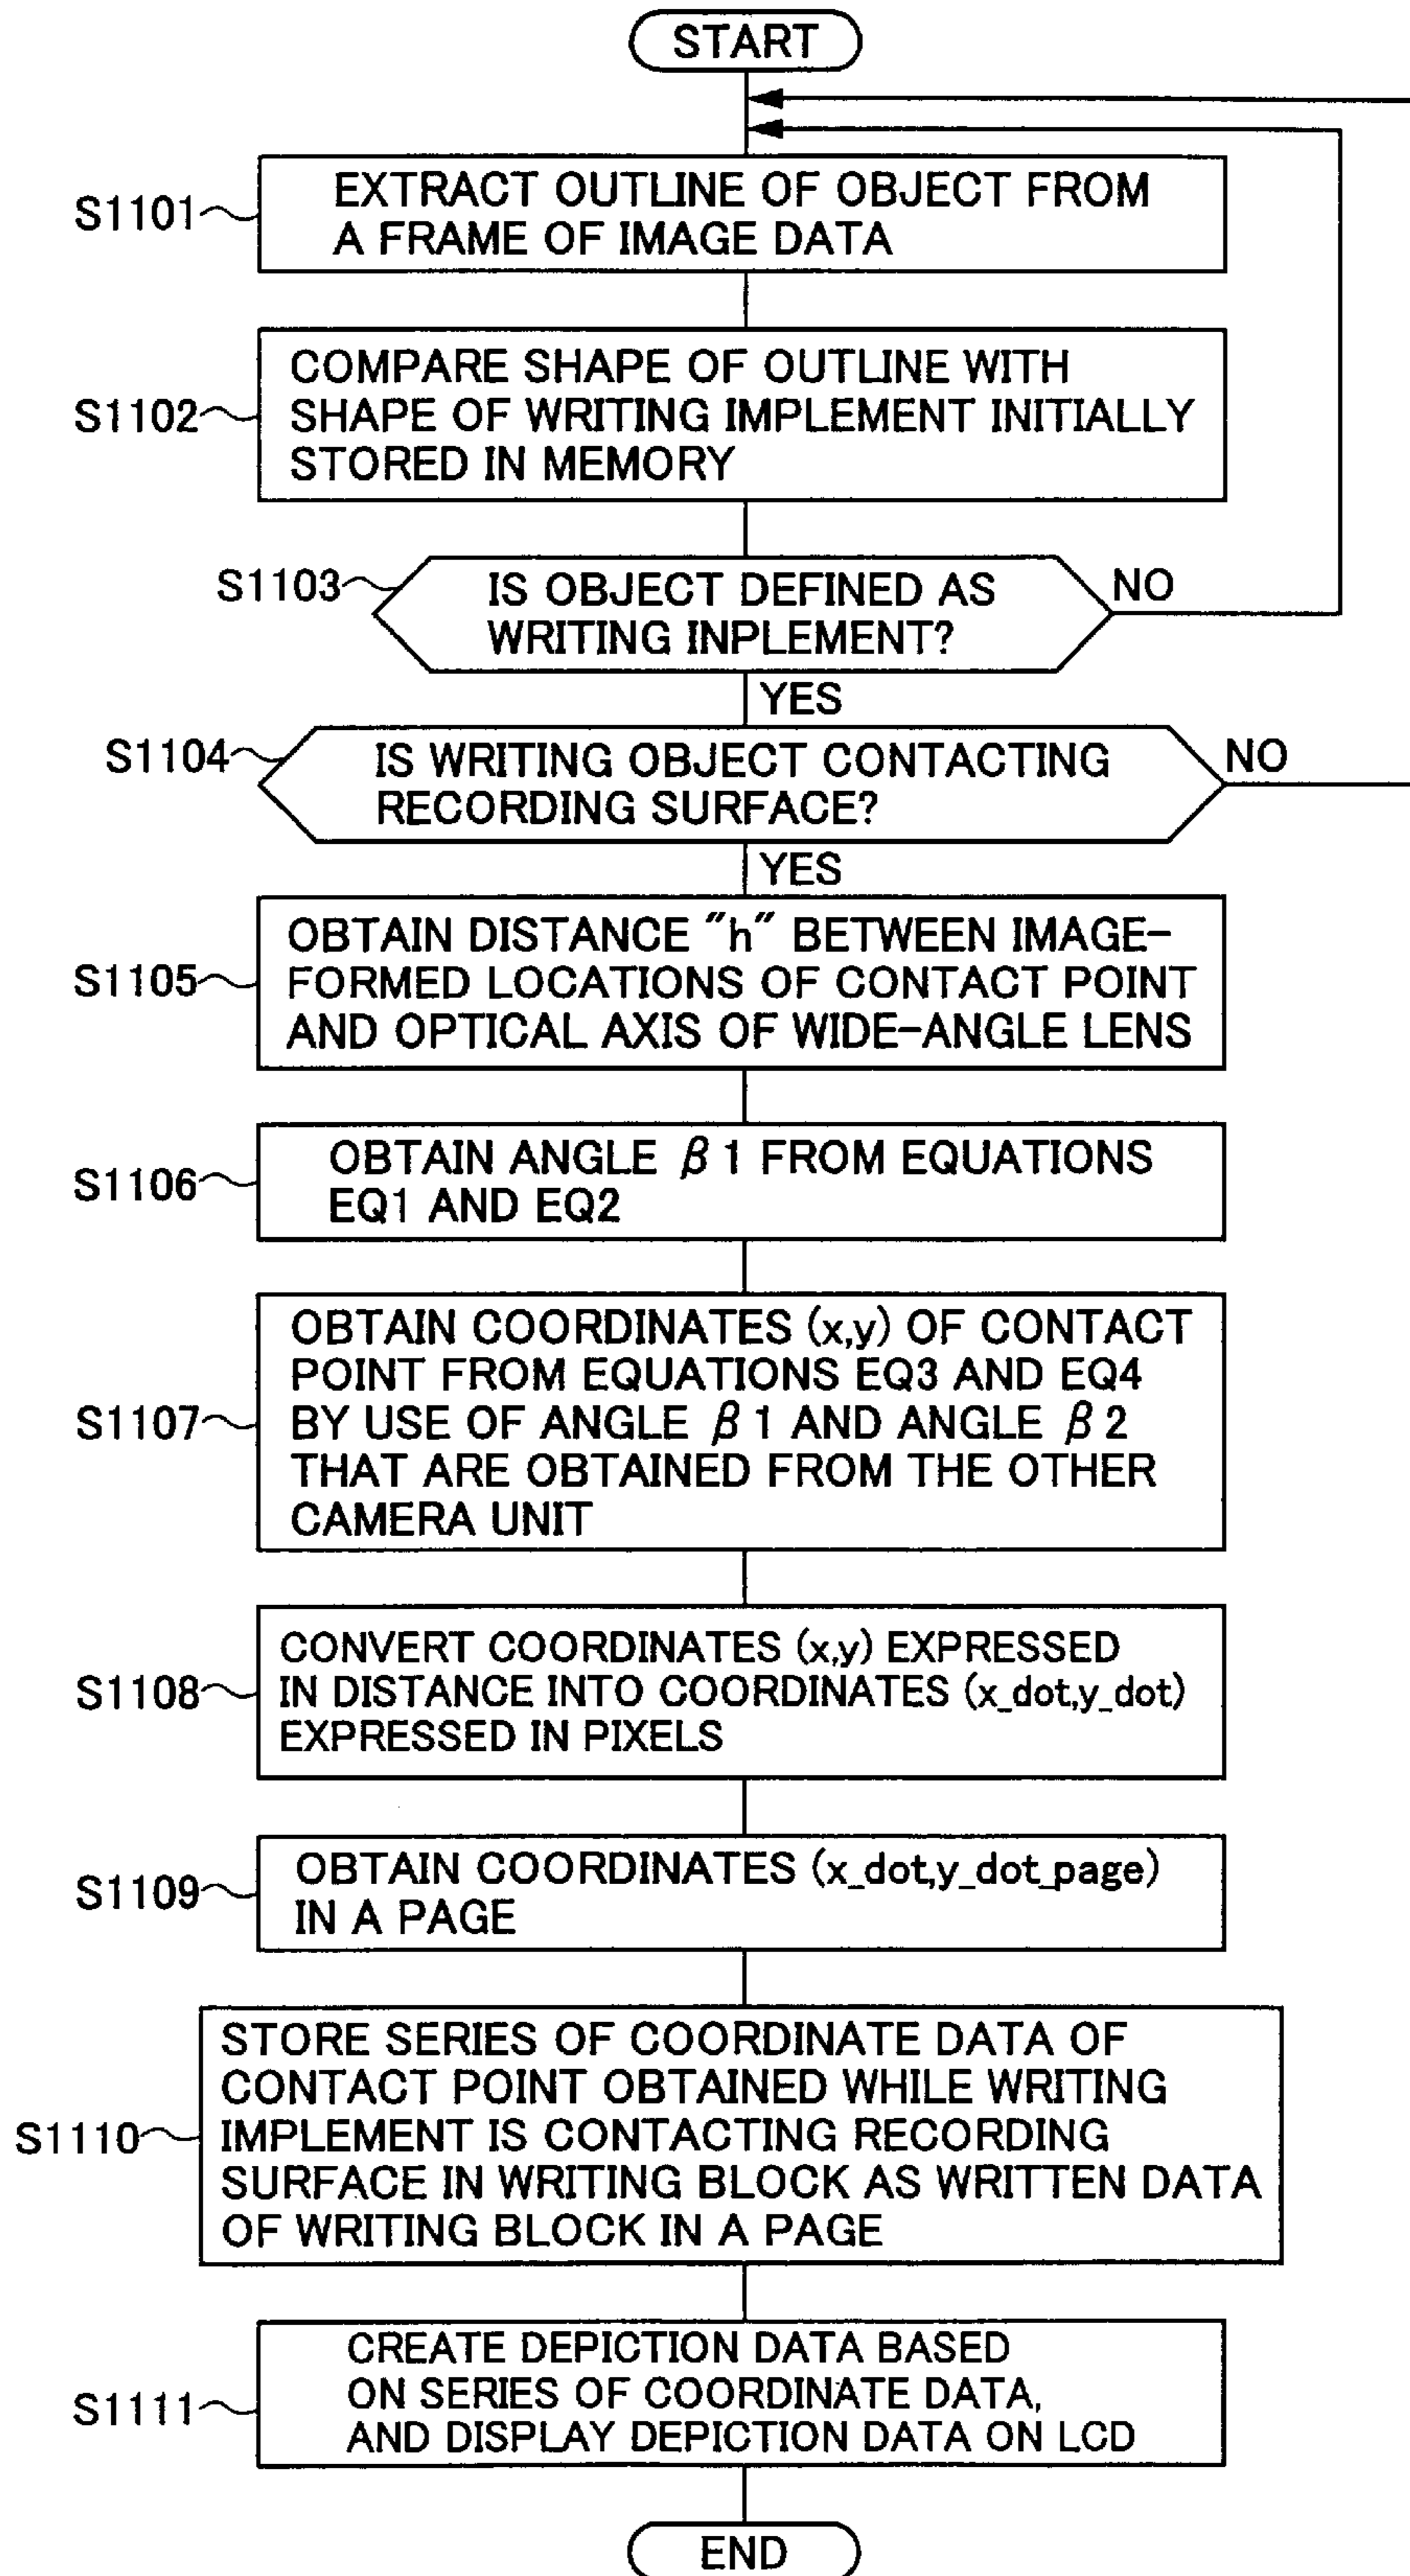 START
S1101
EXTRACT OUTLINE OF OBJECT FROM
A FRAME OF IMAGE DATA
S1102
COMPARE SHAPE OF OUTLINE WITH
SHAPE OF WRITING IMPLEMENT INITIALLY
STORED IN MEMORY
S1103
IS OBJECT DEFINED AS
WRITING INPLEMENT?
NO
YES
S1104
IS WRITING OBJECT CONTACTING
RECORDING SURFACE?
NO
YES
S1105
OBTAIN DISTANCE "h" BETWEEN IMAGE-
FORMED LOCATIONS OF CONTACT POINT
AND OPTICAL AXIS OF WIDE-ANGLE LENS
S1106
OBTAIN ANGLE β1 FROM EQUATIONS
EQ1 AND EQ2
S1107
OBTAIN COORDINATES (x,y) OF CONTACT
POINT FROM EQUATIONS EQ3 AND EQ4
BY USE OF ANGLE β1 AND ANGLE β2
THAT ARE OBTAINED FROM THE OTHER
CAMERA UNIT
S1108
CONVERT COORDINATES (x,y) EXPRESSED
IN DISTANCE INTO COORDINATES (x_dot,y_dot)
EXPRESSED IN PIXELS
S1109
OBTAIN COORDINATES (x_dot,y_dot_page)
IN A PAGE
S1110
STORE SERIES OF COORDINATE DATA OF
CONTACT POINT OBTAINED WHILE WRITING
IMPLEMENT IS CONTACTING RECORDING
SURFACE IN WRITING BLOCK AS WRITTEN DATA
OF WRITING BLOCK IN A PAGE
S1111
CREATE DEPICTION DATA BASED
ON SERIES OF COORDINATE DATA,
AND DISPLAY DEPICTION DATA ON LCD
END